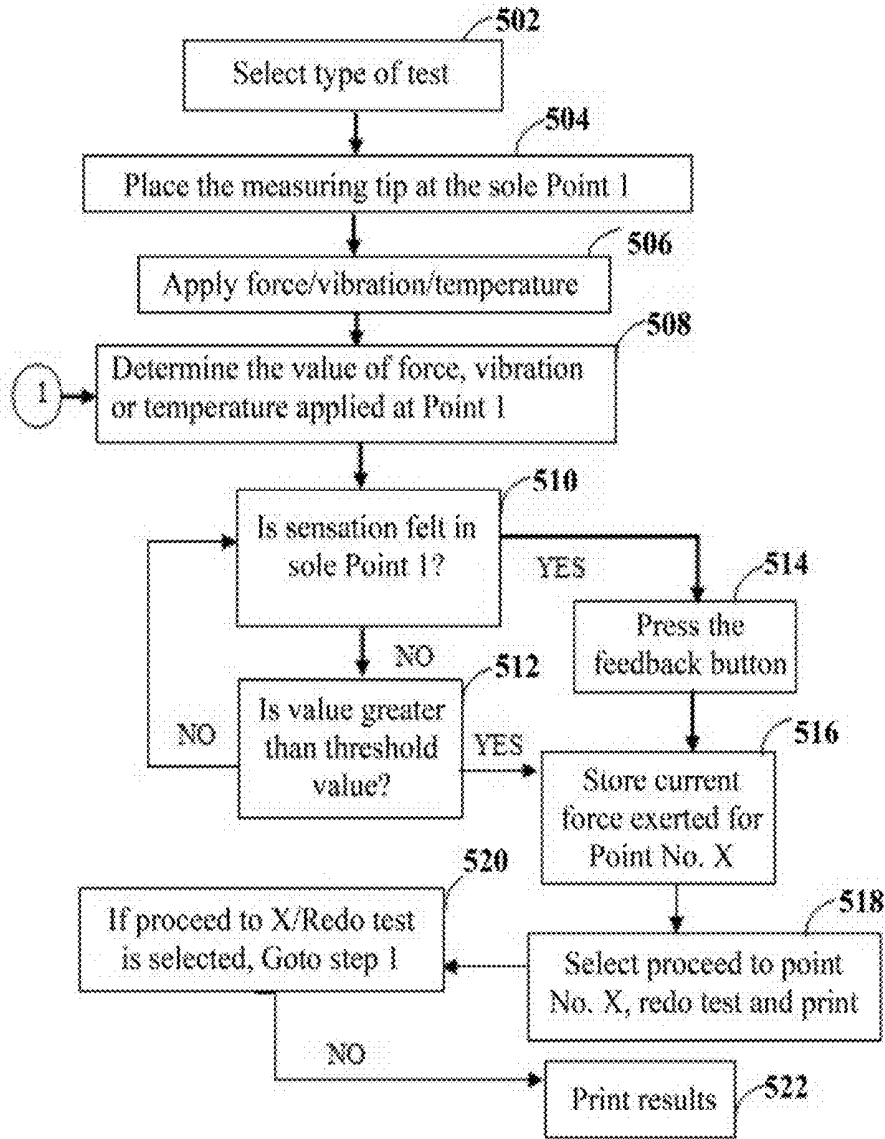 502
Select type of test
504
Place the measuring tip at the sole Point 1
506
Apply force/vibration/temperature
508
Determine the value of force, vibration
or temperature applied at Point 1
1
510
Is sensation felt in
sole Point 1?
YES
514
Press the
feedback button
NO
512
Is value greater
than threshold
value?
NO
YES
516
Store current
force exerted for
Point No. X
520
If proceed to X/Redo test
is selected, Goto step 1
518
Select proceed to point
No. X, redo test and print
NO
522
Print results